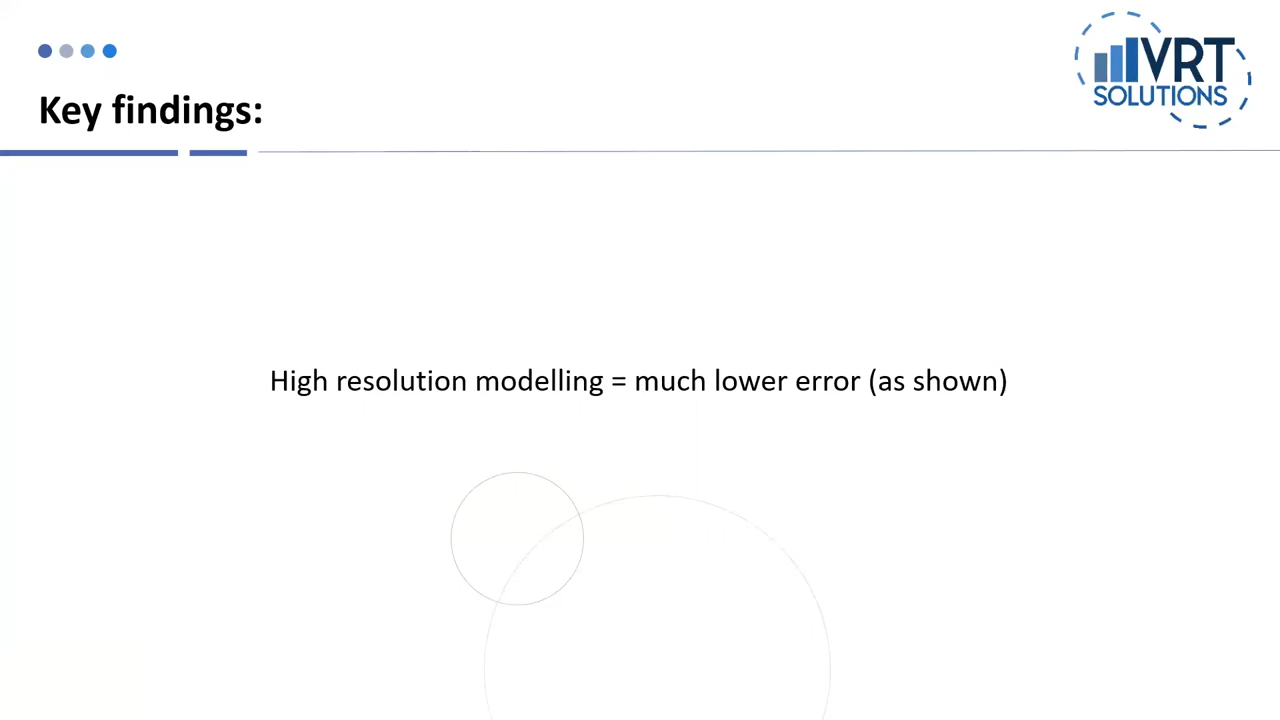 VRT
SOLUTIONS
Key findings:
High resolution modelling = much lower error (as shown)